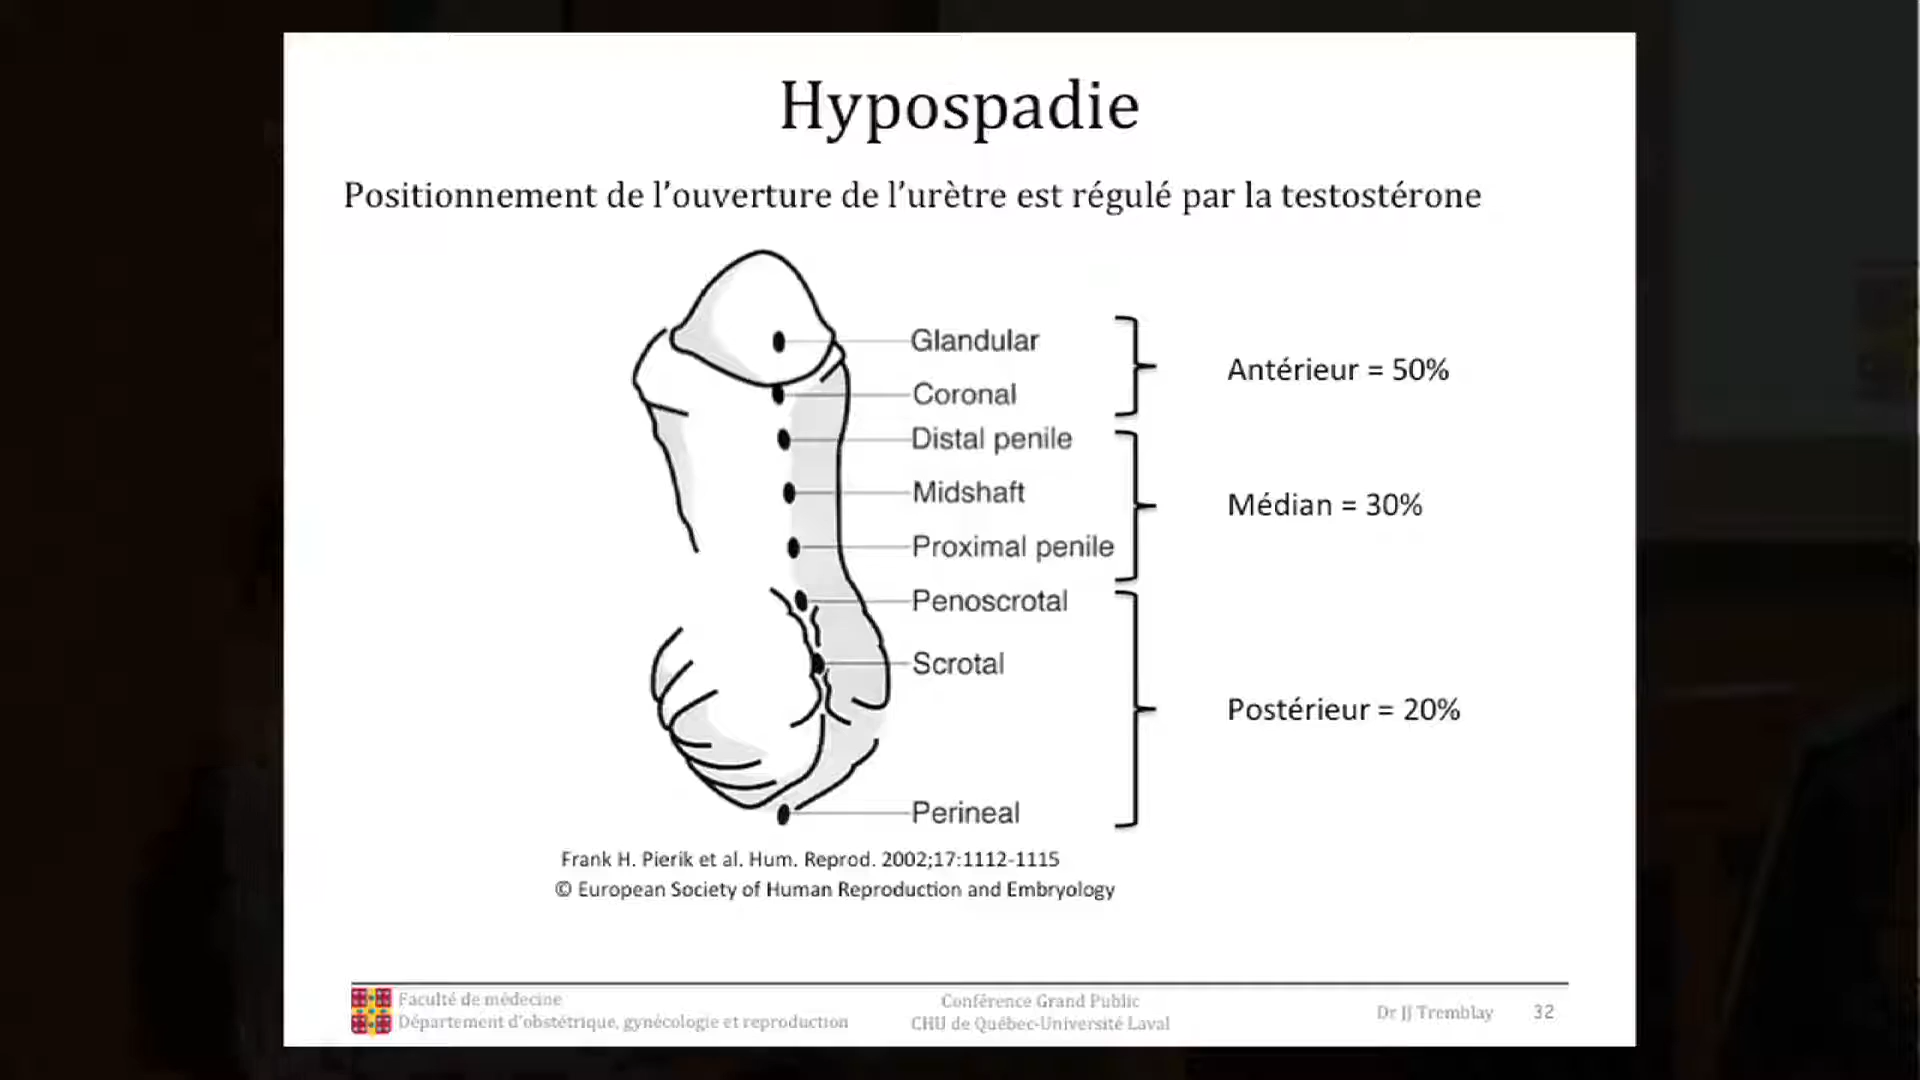 Hypospadie
Positionnement de l’ouverture de l’urètre est régulé par la testostérone
Glandular
Coronal
Antérieur = 50%
Distal penile
Midshaft
Proximal penile
Médian = 30%
Penoscrotal
Scrotal
Perineal
Postérieur = 20%
Frank H. Pierik et al. Hum. Reprod. 2002;17:1112-1115
© European Society of Human Reproduction and Embryology
Faculté de médecine
Département d’obstétrique, gynécologie et reproduction
Conférence Grand Public
CHU de Québec-Université Laval
Dr JJ Tremblay
32